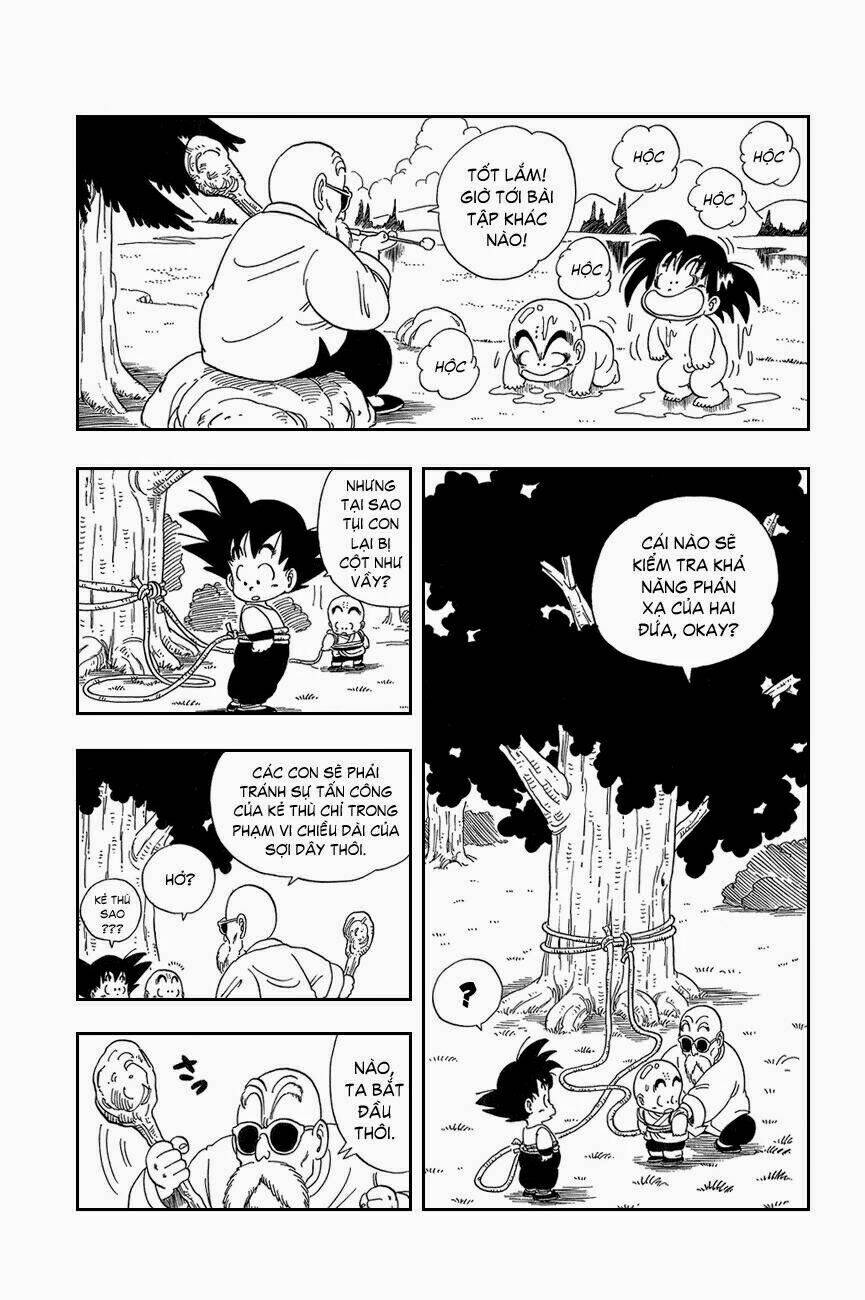 TỐT LẮM!
GIỜ TỚI BÀI
TẬP KHÁC
NÀO!
HỘC
HỘC
HỘC
HỘC
HỘC
CÁI NÀO SẼ
KIỂM TRA KHẢ
NĂNG PHẢN
XẠ CỦA HAI
ĐỨA, OKAY?
?
NHƯNG
TẠI SAO
TỤI CON
LẠI BỊ
CỘT NHƯ
VẦY?
CÁC CON SẼ PHẢI
TRÁNH SỰ TẤN CÔNG
CỦA KẺ THÙ CHỈ TRONG
PHẠM VI CHIỀU DÀI CỦA
SỢI DÂY THÔI.
HỞ?
KẺ THÙ
SAO
???
NÀO,
TA BẮT
ĐẦU
THÔI.